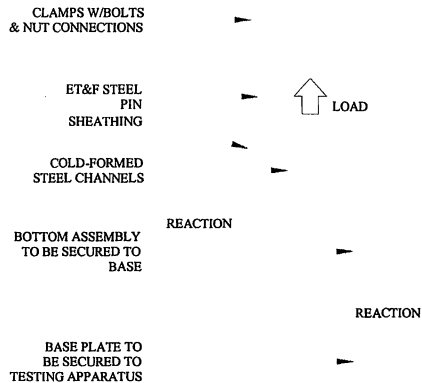 CLAMPS W/BOLTS
& NUT CONNECTIONS
ET&F STEEL
PIN
LOAD
SHEATHING
COLD-FORMED
STEEL CHANNELS
REACTION
BOTTOM ASSEMBLY
TO BE SECURED TO
BASE
REACTION
BASE PLATE TO
BE SECURED TO
TESTING APPARATUS